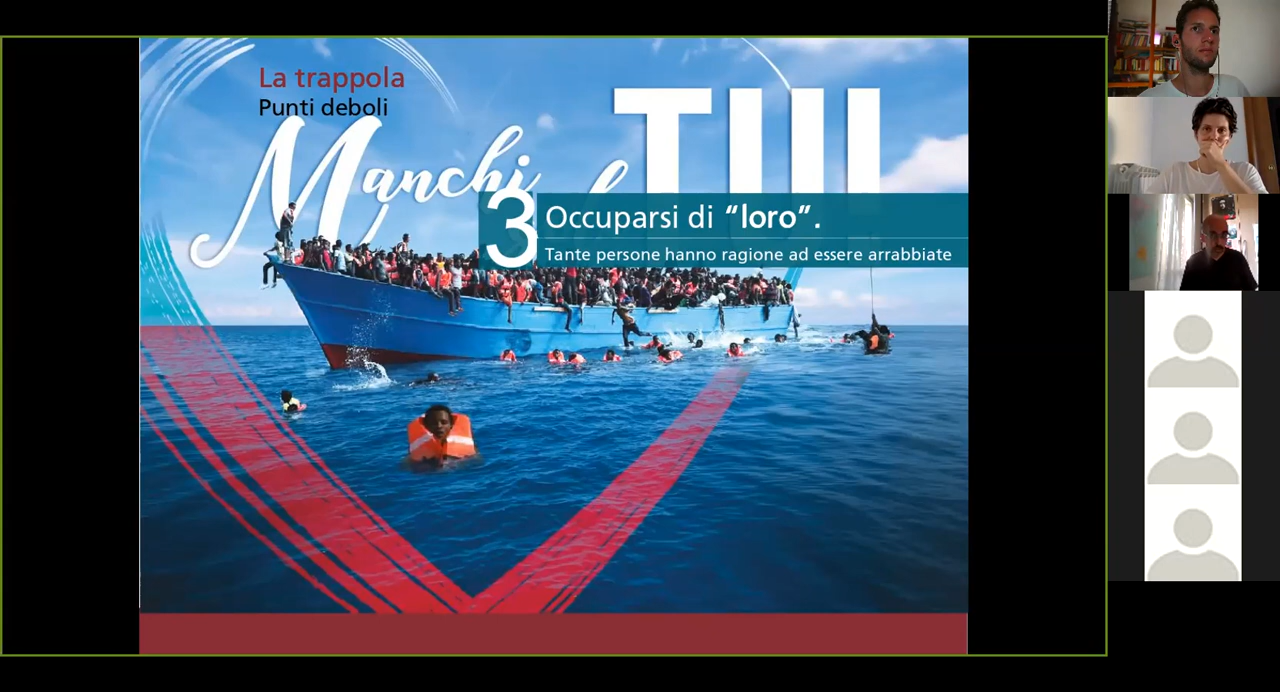 La trappola
Punti deboli
Manchi
TU!
3 Occuparsi di “loro”.
Tante persone hanno ragione ad essere arrabbiate